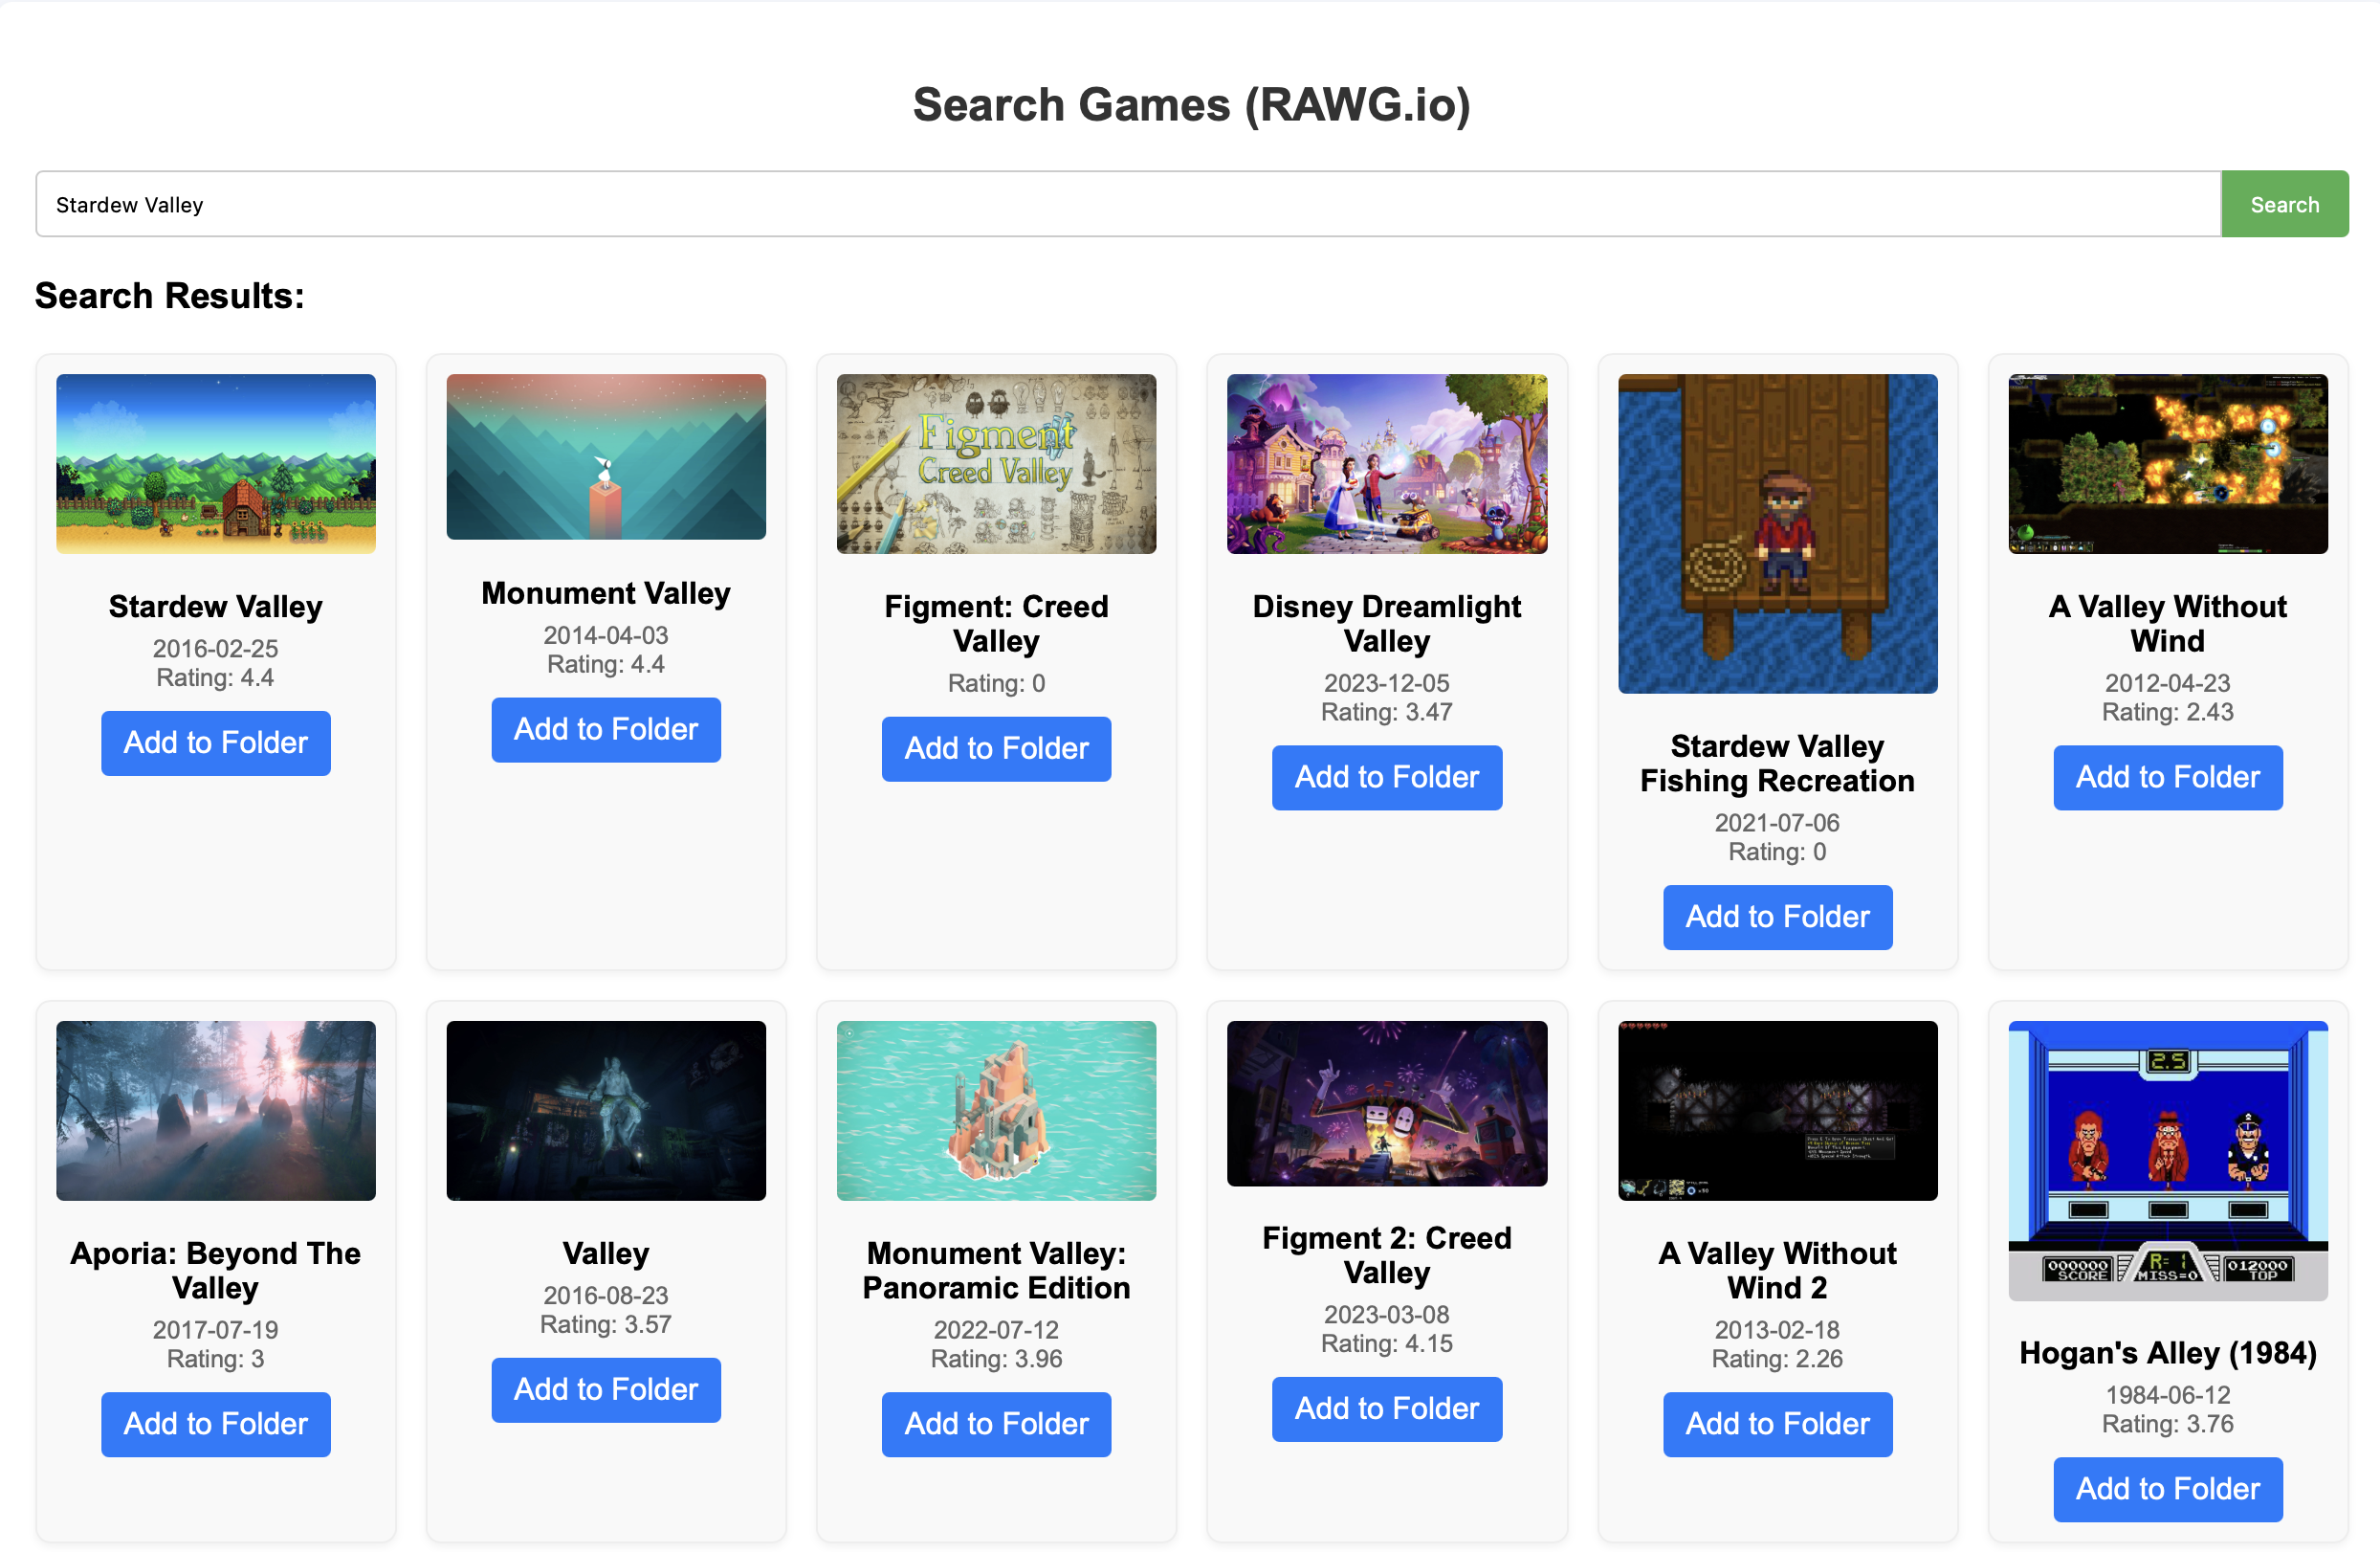 Search Games (RAWG.io)
Stardew Valley
Search
Search Results:
Stardew Valley
2016-02-25
Rating: 4.4
Add to Folder
Monument Valley
2014-04-03
Rating: 4.4
Add to Folder
Figment
Creed Valley
Figment: Creed
Valley
Rating: 0
Add to Folder
Disney Dreamlight
Valley
2023-12-05
Rating: 3.47
Add to Folder
Stardew Valley
Fishing Recreation
2021-07-06
Rating: 0
Add to Folder
A Valley Without
Wind
2012-04-23
Rating: 2.43
Add to Folder
Aporia: Beyond The
Valley
2017-07-19
Rating: 3
Add to Folder
Valley
2016-08-23
Rating: 3.57
Add to Folder
Monument Valley:
Panoramic Edition
2022-07-12
Rating: 3.96
Add to Folder
Figment 2: Creed
Valley
2023-03-08
Rating: 4.15
Add to Folder
A Valley Without
Wind 2
2013-02-18
Rating: 2.26
Add to Folder
2.5
000000
SCORE
R=1
MISS=0
012000
TOP
Hogan's Alley (1984)
1984-06-12
Rating: 3.76
Add to Folder